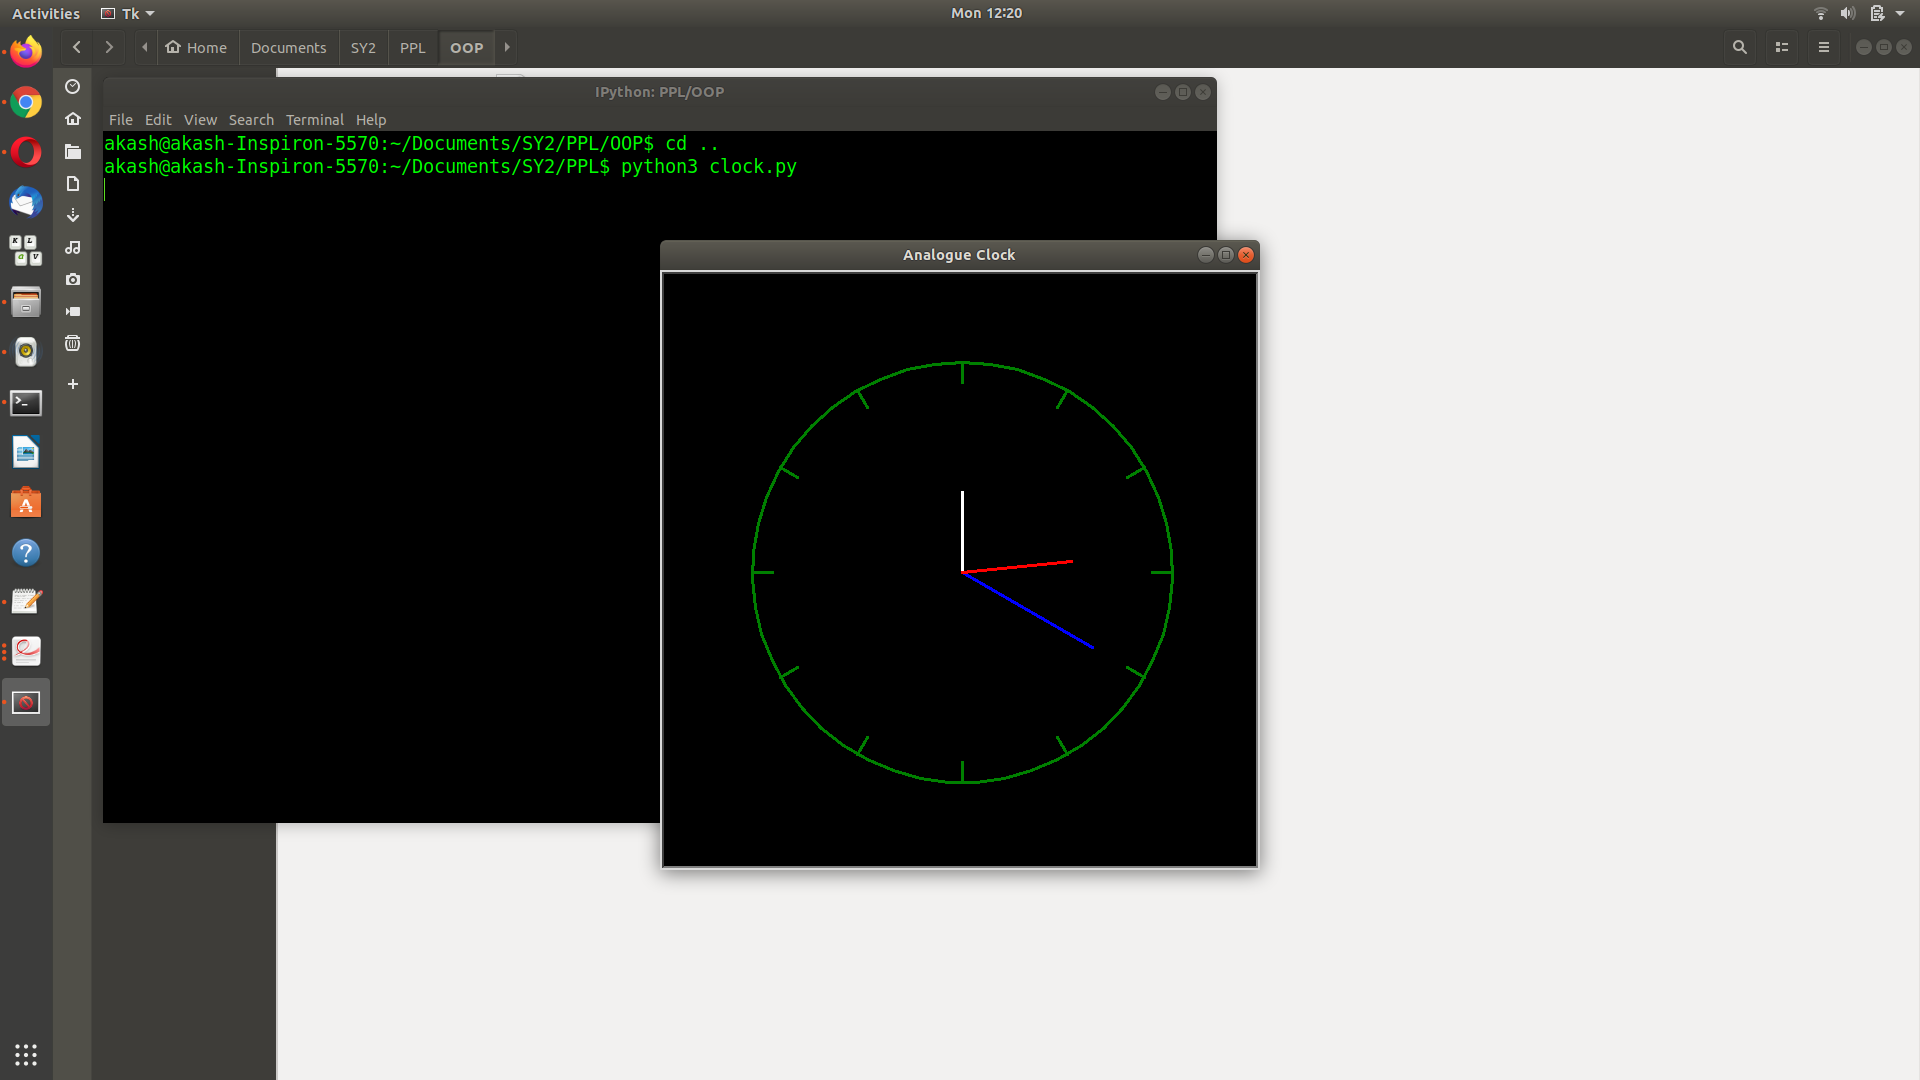 Activities Tk Mon 12:20
Home Documents SY2 PPL OOP
IPython: PPL/OOP
File Edit View Search Terminal Help
akash@akash-Inspiron-5570:~/Documents/SY2/PPL/OOP$ cd ..
akash@akash-Inspiron-5570:~/Documents/SY2/PPL$ python3 clock.py
Analogue Clock